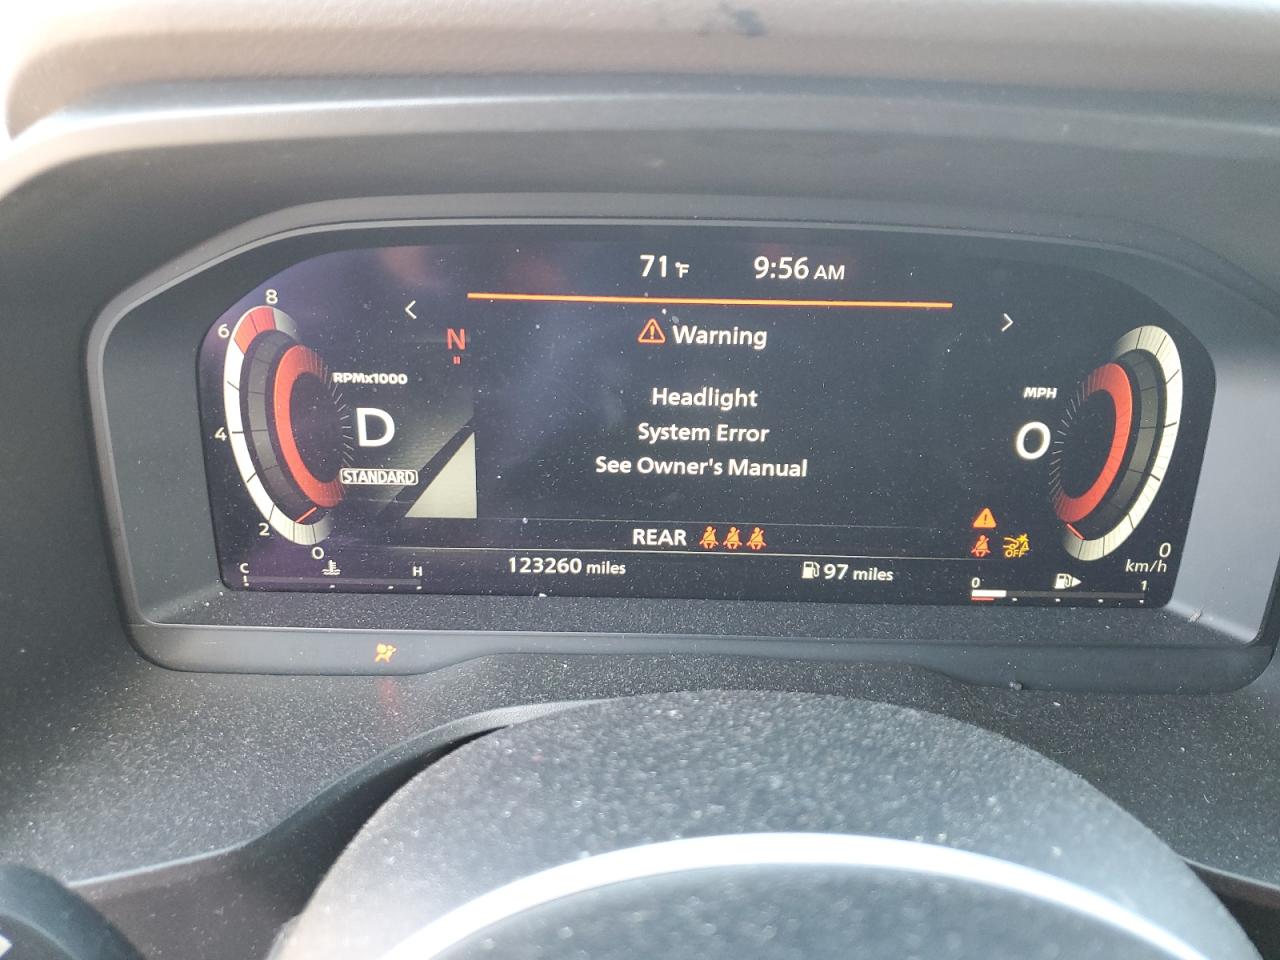 71°F 9:56 AM
8
6
N
Warning
RPMx1000
MPH
Headlight
4
D
System Error
0
STANDARD
See Owner's Manual
2
REAR
OFF
0
0
km/h
C
H
123260 miles
97 miles
0
1